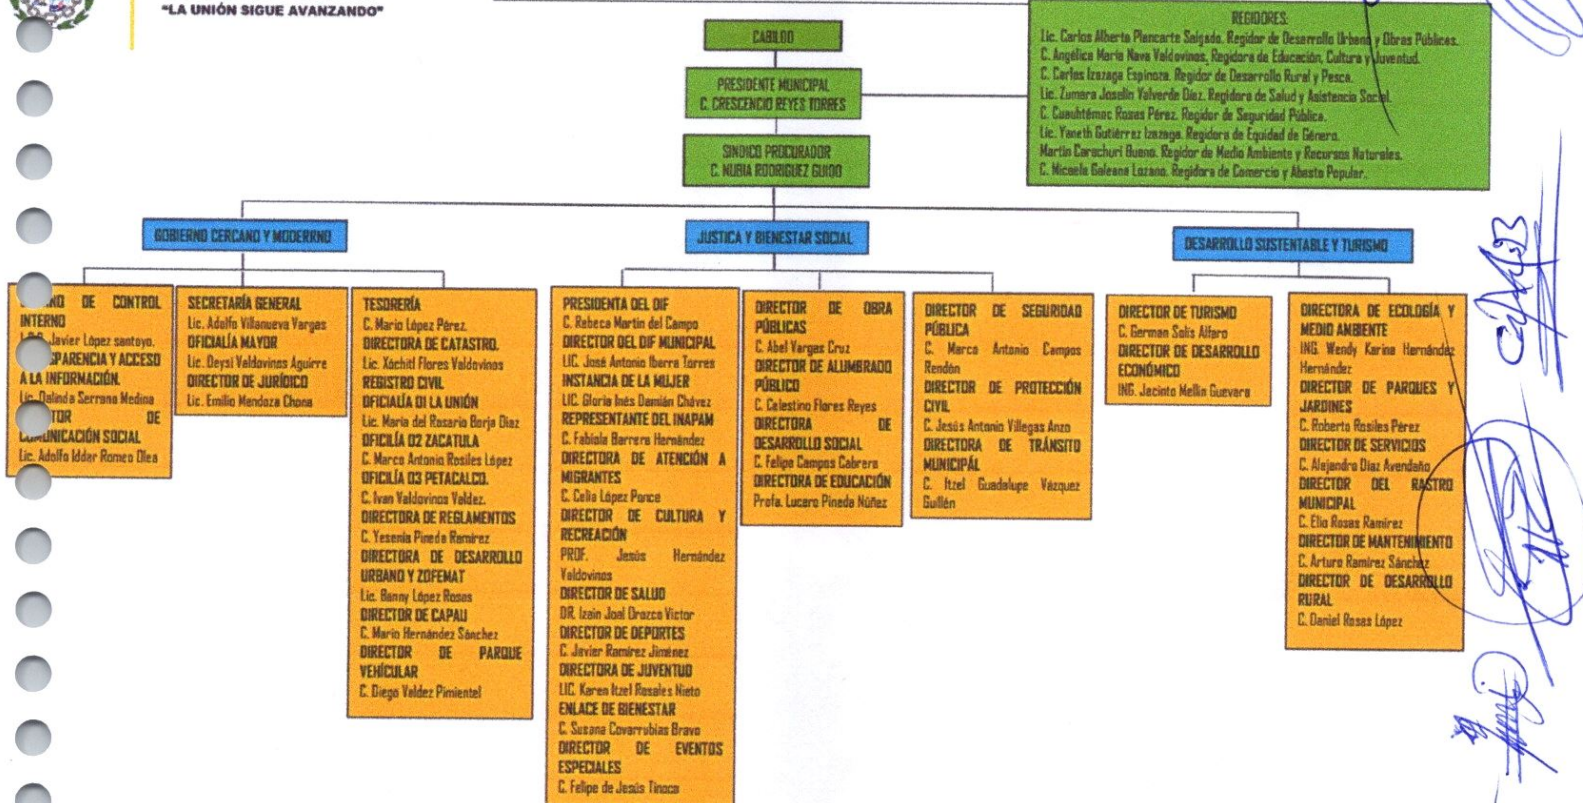 "LA UNIÓN SIGUE AVANZANDO"
CABILDO
PRESIDENTE MUNICIPAL
C. CRESCENCIO REYES TORRES
SINDICO PROCURADOR
C. NUBIA RODRIGUEZ GUIDO
REGIDORES:
Lic. Carlos Alberto Plancarte Salgado. Regidor de Desarrollo Urbano y Obras Públicas.
C. Angélica María Nava Valdovinos, Regidora de Educación, Cultura y Juventud.
C. Carlos Izazaga Espinoza. Regidor de Desarrollo Rural y Pesca.
Lic. Zumara Joselin Valverde Díez. Regidora de Salud y Asistencia Social.
C. Cuauhtémoc Rosas Pérez. Regidor de Seguridad Pública.
Lic. Yaneth Gutiérrez Izazaga. Regidora de Equidad de Género.
Martín Carachuri Bueno. Regidor de Medio Ambiente y Recursos Naturales.
C. Micaela Galeana Lozano. Regidora de Comercio y Abasto Popular..
GOBIERNO CERCANO Y MODERRNO
JUSTICA Y BIENESTAR SOCIAL
DESARROLLO SUSTENTABLE Y TURISMO
DE CONTROL
INTERNO
Javier López santoyo.
Y ACCESO
A LA INFORMACIÓN.
Lic. Dalinda Serrano Medina
DE
COMUNICACIÓN SOCIAL
Lic. Adolfo Iddar Romeo Olea
SECRETARÍA GENERAL
Lic. Adolfo Villanueva Vargas
OFICIALÍA MAYOR
Lic. Deysi Valdovinos Aguirre
DIRECTOR DE JURÍDICO
Lic. Emilio Mendoza Chona
TESORERÍA
C. Mario López Pérez.
DIRECTORA DE CATASTRO.
Lic. Xóchitl Flores Valdovinos
REGISTRO CIVIL
OFICIALÍA 01 LA UNIÓN
Lic. María del Rosario Borja Diaz
OFICILÍA 02 ZACATULA
C. Marco Antonio Rosiles López
OFICILÍA 03 PETACALCO.
C. Ivan Valdovinos Valdez.
DIRECTORA DE REGLAMENTOS
C. Yesenia Pineda Ramírez
DIRECTORA DE DESARROLLO
URBANO Y ZOFEMAT
Lic. Banny López Rosas
DIRECTOR DE CAPAU
C. Mario Hernández Sánchez
DIRECTOR DE PARQUE
VEHÍCULAR
C. Diego Valdez Pimientel
PRESIDENTA DEL DIF
C. Rebeca Martin del Campo
DIRECTOR DEL DIF MUNICIPAL
LIC. José Antonio Ibarra Torres
INSTANCIA DE LA MUJER
LIC. Gloria Inés Damián Chávez
REPRESENTANTE DEL INAPAM
C. Fabiola Barrera Hernández
DIRECTORA DE ATENCIÓN A
MIGRANTES
C. Celia López Ponce
DIRECTOR DE CULTURA Y
RECREACIÓN
PROF. Jesús Hernández
Valdovinos
DIRECTOR DE SALUD
DR. Izain Joal Orozco Victor
DIRECTOR DE DEPORTES
C. Javier Ramírez Jiménez
DIRECTORA DE JUVENTUD
LIC. Karen Itzel Rosales Nieto
ENLACE DE BIENESTAR
C. Susana Covarrubias Bravo
DIRECTOR DE EVENTOS
ESPECIALES
C. Felipe de Jesús Tinoco
DIRECTOR DE OBRA
PÚBLICAS
C. Abel Vargas Cruz
DIRECTOR DE ALUMBRADO
PÚBLICO
C. Celestino Flores Reyes
DIRECTORA DE
DESARROLLO SOCIAL
C. Felipa Campos Cabrera
DIRECTORA DE EDUCACIÓN
Profa. Lucero Pineda Núñez
DIRECTOR DE SEGURIDAD
PÚBLICA
C. Marco Antonio Campos
Rendón
DIRECTOR DE PROTECCIÓN
CIVIL
C. Jesús Antonio Villegas Anzo
DIRECTORA DE TRÁNSITO
MUNICIPÁL
C. Itzel Guadalupe Vázquez
Guillén
DIRECTOR DE TURISMO
C. German Solis Alfaro
DIRECTOR DE DESARROLLO
ECONÓMICO
ING. Jacinto Mellin Guevara
DIRECTORA DE ECOLOGÍA Y
MEDIO AMBIENTE
ING. Wendy Karina Hernández
Hernández
DIRECTOR DE PARQUES Y
JARDINES
C. Roberto Rosiles Pérez
DIRECTOR DE SERVICIOS
C. Alejandro Diaz Avendaño
DIRECTOR DEL RASTRO
MUNICIPAL
C. Elio Rosas Ramírez
DIRECTOR DE MANTENIMIENTO
C. Arturo Ramírez Sánchez
DIRECTOR DE DESARROLLO
RURAL
C. Daniel Rosas López